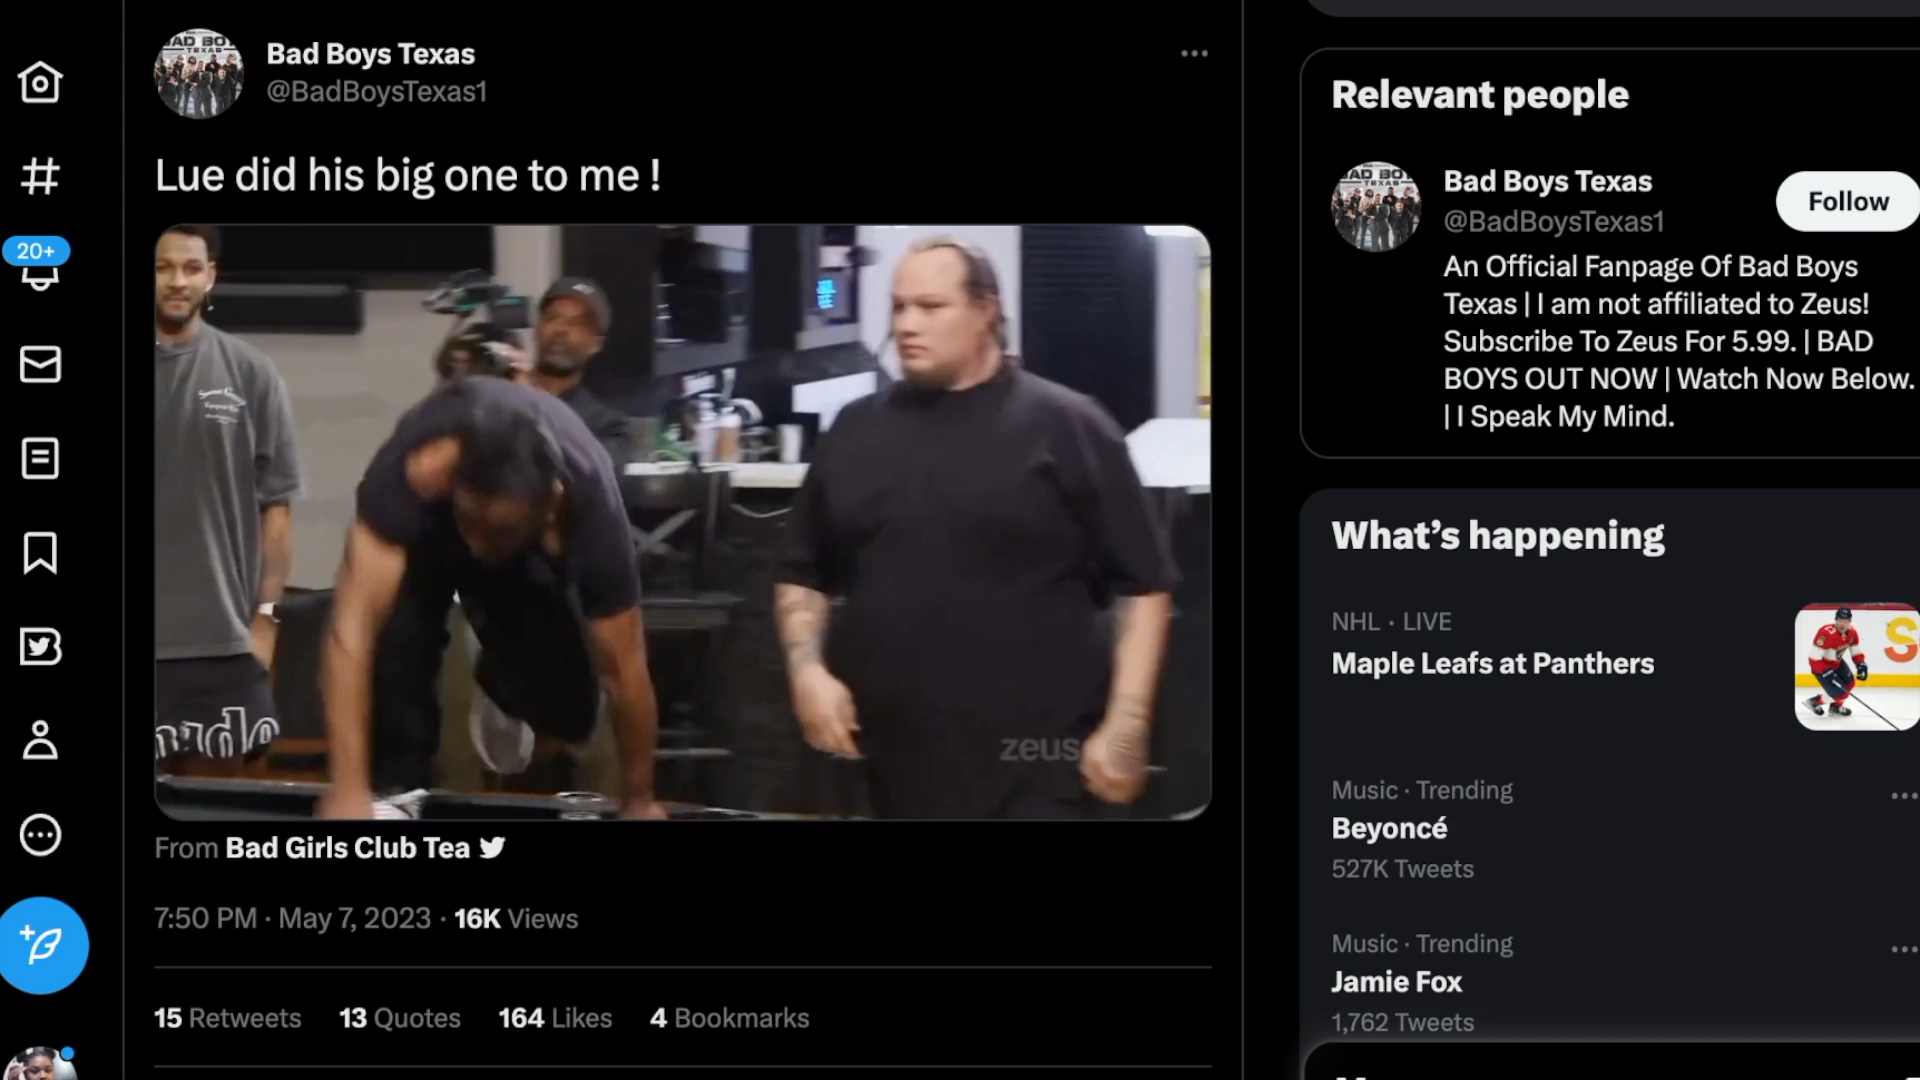 Bad Boys Texas
@BadBoysTexas1
Lue did his big one to me !
zeus
From Bad Girls Club Tea
7:50 PM · May 7, 2023 · 16K Views
15 Retweets 13 Quotes 164 Likes 4 Bookmarks
20+
Relevant people
Bad Boys Texas
@BadBoysTexas1
Follow
An Official Fanpage Of Bad Boys
Texas | I am not affiliated to Zeus!
Subscribe To Zeus For 5.99. | BAD
BOYS OUT NOW | Watch Now Below.
| I Speak My Mind.
What’s happening
NHL · LIVE
Maple Leafs at Panthers
Music · Trending
Beyoncé
527K Tweets
Music · Trending
Jamie Fox
1,762 Tweets